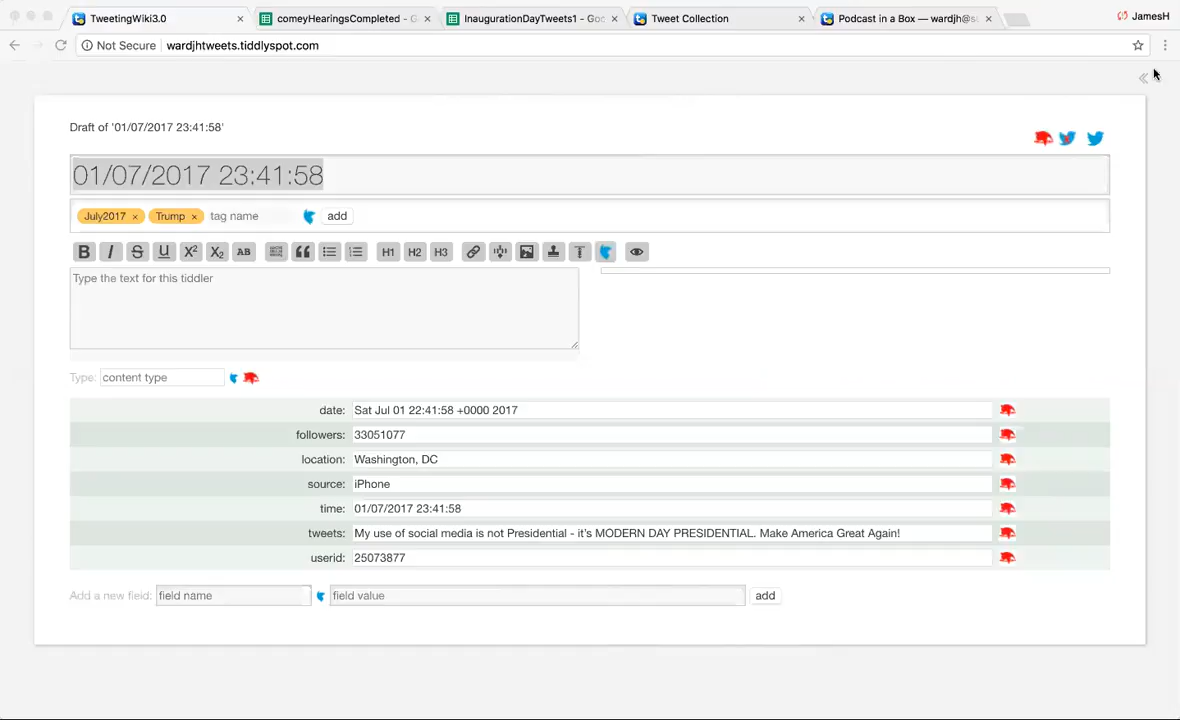 TweetingWiki3.0 × comeyHearingsCompleted - G × InaugurationDayTweets1 - Goo × Tweet Collection × Podcast in a Box — wardjh@s × JamesH
Not Secure wardjhtweets.tiddlyspot.com
Draft of '01/07/2017 23:41:58'
01/07/2017 23:41:58
July2017 × Trump × tag name add
B I S U X² X₂ AB H1 H2 H3
Type the text for this tiddler
Type: content type
date: Sat Jul 01 22:41:58 +0000 2017
followers: 33051077
location: Washington, DC
source: iPhone
time: 01/07/2017 23:41:58
tweets: My use of social media is not Presidential - it's MODERN DAY PRESIDENTIAL. Make America Great Again!
userid: 25073877
Add a new field: field name field value add